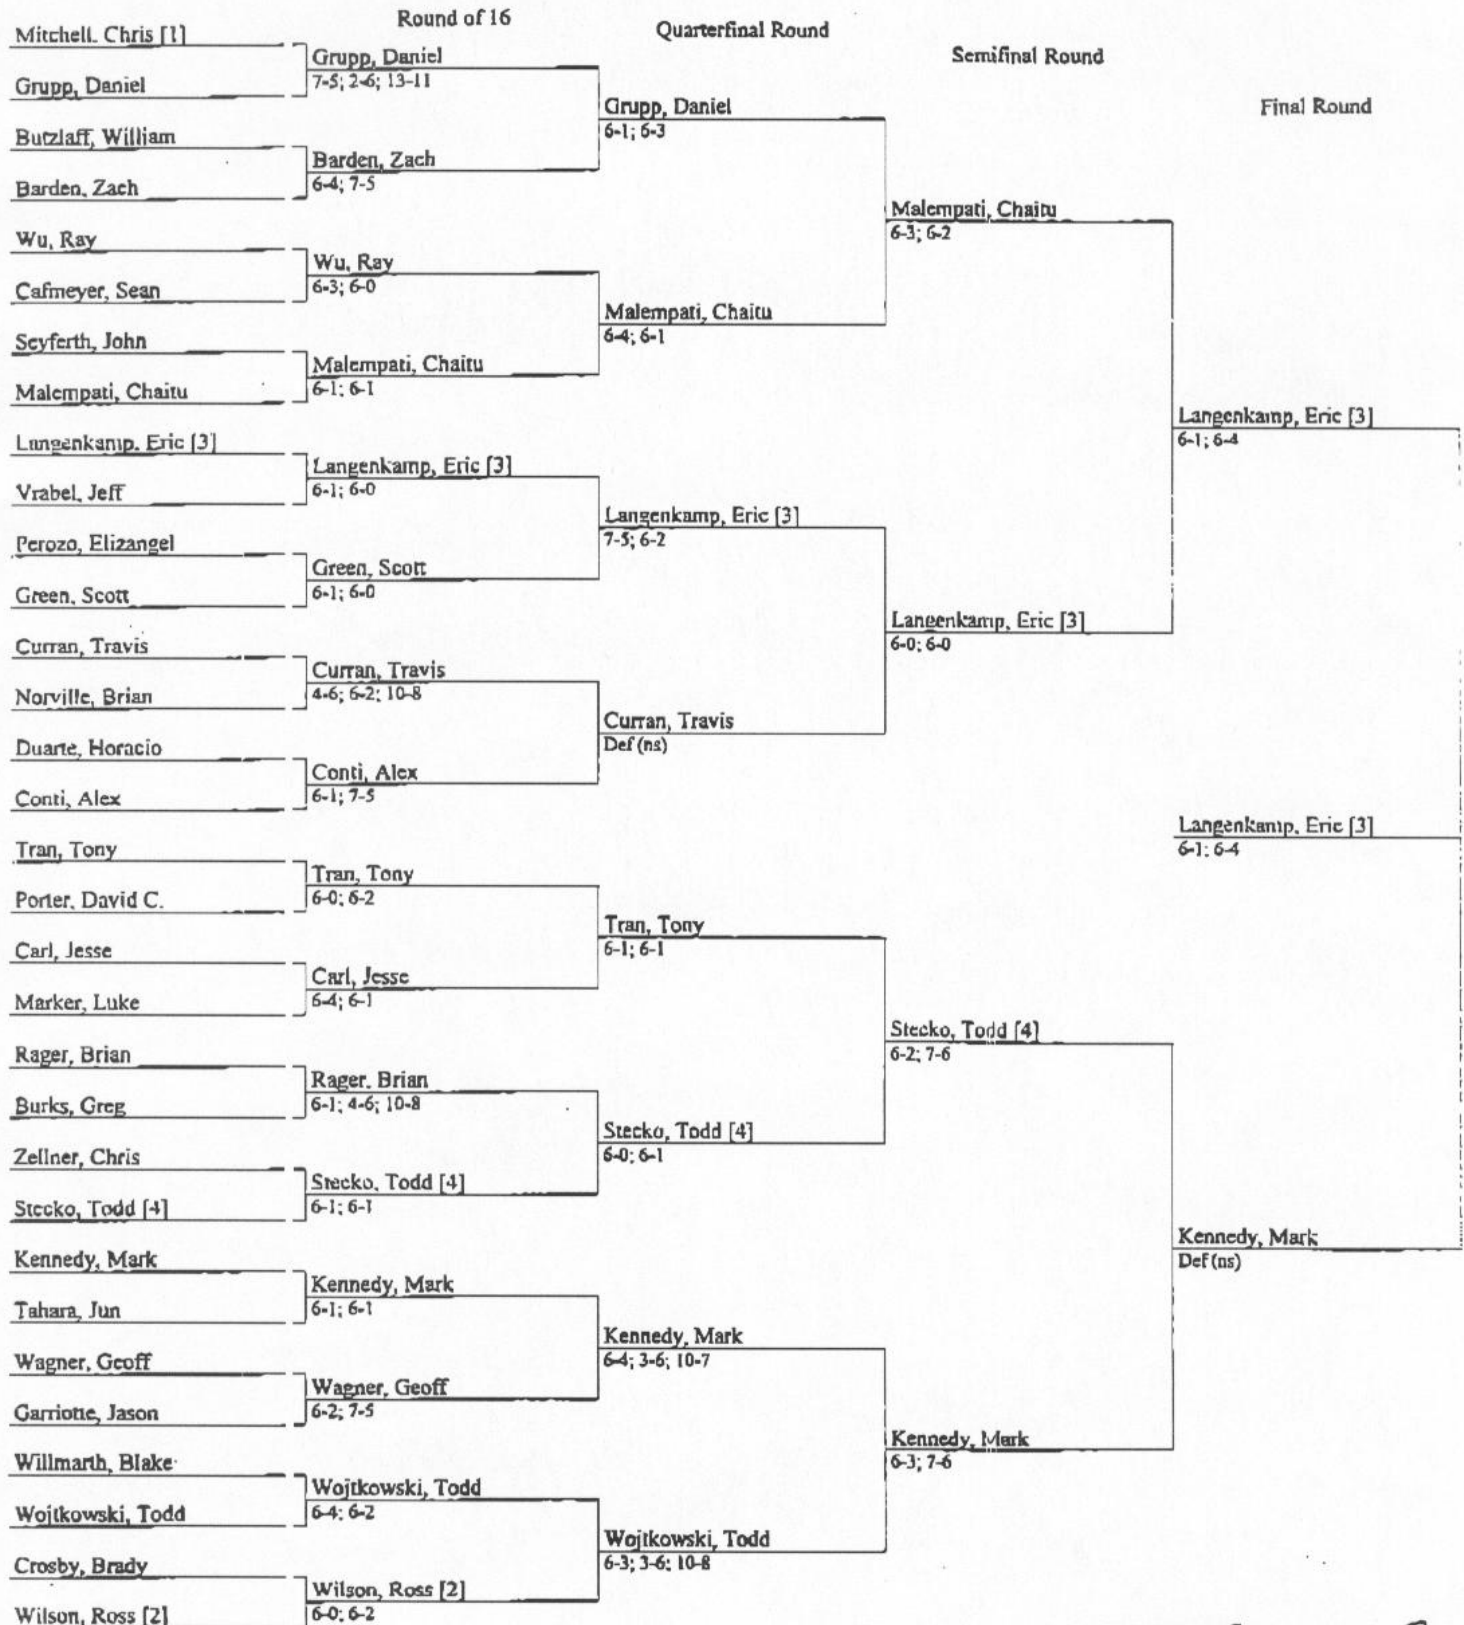 Round of 16
Quarterfinal Round
Semifinal Round
Final Round
Mitchell. Chris [1]
Grupp, Daniel
Butzlaff, William
Barden, Zach
Wu, Ray
Cafmeyer, Sean
Seyferth, John
Malempati, Chaitu
Langenkamp, Eric [3]
Vrabel, Jeff
Perozo, Elizangel
Green, Scott
Curran, Travis
Norville, Brian
Duarte, Horacio
Conti, Alex
Tran, Tony
Porter, David C.
Carl, Jesse
Marker, Luke
Rager, Brian
Burks, Greg
Zellner, Chris
Stecko, Todd [4]
Kennedy, Mark
Tahara, Jun
Wagner, Geoff
Garriotte, Jason
Willmarth, Blake
Wojtkowski, Todd
Crosby, Brady
Wilson, Ross [2]
Grupp, Daniel
7-5; 2-6; 13-11
Barden, Zach
6-4; 7-5
Wu, Ray
6-3; 6-0
Malempati, Chaitu
6-1; 6-1
Langenkamp, Eric [3]
6-1; 6-0
Green, Scott
6-1; 6-0
Curran, Travis
4-6; 6-2; 10-8
Conti, Alex
6-1; 7-5
Tran, Tony
6-0; 6-2
Carl, Jesse
6-4; 6-1
Rager, Brian
6-1; 4-6; 10-8
Stecko, Todd [4]
6-1; 6-1
Kennedy, Mark
6-1; 6-1
Wagner, Geoff
6-2; 7-5
Wojtkowski, Todd
6-4; 6-2
Wilson, Ross [2]
6-0; 6-2
Grupp, Daniel
6-1; 6-3
Malempati, Chaitu
6-4; 6-1
Langenkamp, Eric [3]
7-5; 6-2
Curran, Travis
Def (ns)
Tran, Tony
6-1; 6-1
Stecko, Todd [4]
6-0; 6-1
Kennedy, Mark
6-4; 3-6; 10-7
Wojtkowski, Todd
6-3; 3-6; 10-8
Malempati, Chaitu
6-3; 6-2
Langenkamp, Eric [3]
6-0; 6-0
Stecko, Todd [4]
6-2; 7-6
Kennedy, Mark
6-3; 7-6
Langenkamp, Eric [3]
6-1; 6-4
Langenkamp, Eric [3]
6-1; 6-4
Kennedy, Mark
Def (ns)